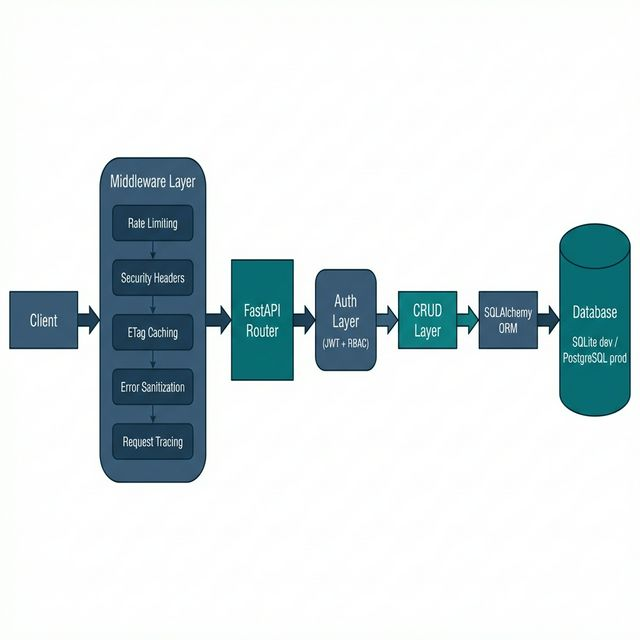 Client
Middleware Layer
Rate Limiting
Security Headers
ETag Caching
Error Sanitization
Request Tracing
FastAPI
Router
Auth
Layer
(JWT + RBAC)
CRUD
Layer
SQLAlchemy
ORM
Database
SQLite dev /
PostgreSQL prod